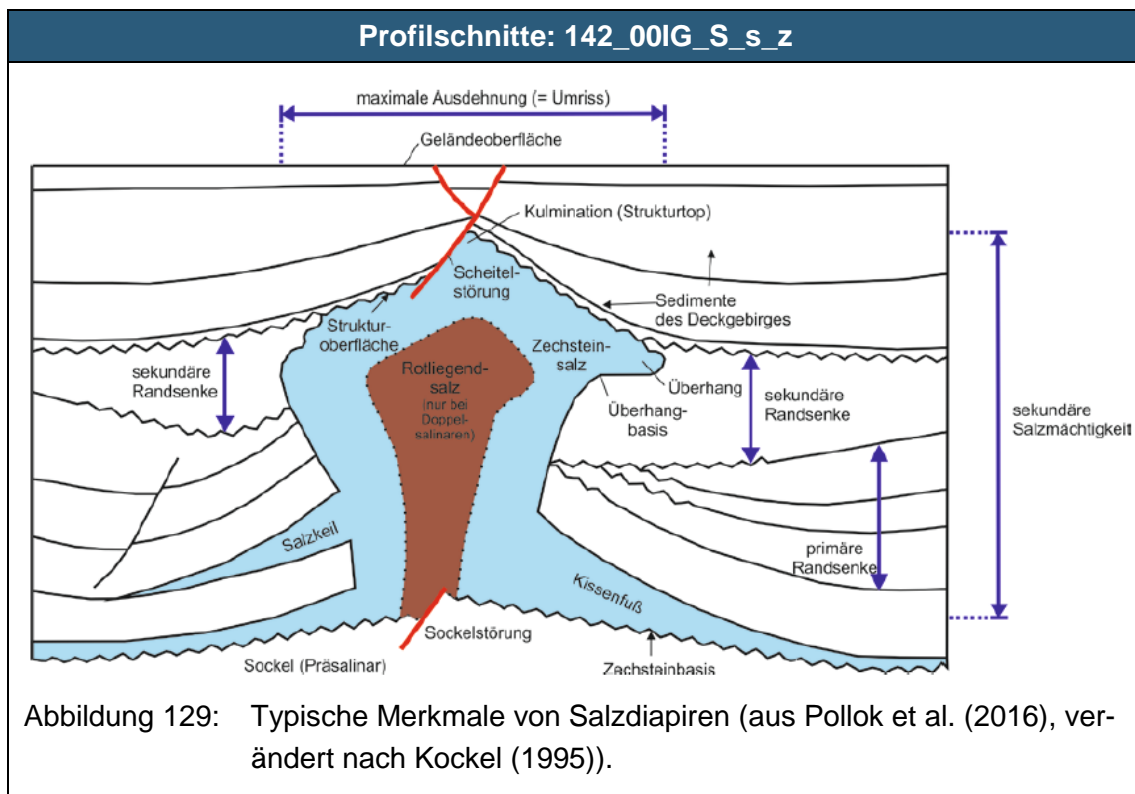 Profilschnitte: 142_00IG_S_s_z
maximale Ausdehnung (= Umriss)
Geländeoberfläche
Kulmination (Strukturtop)
Scheitel-
störung
Sedimente
des Deckgebirges
Struktur-
oberfläche
Zechstein-
salz
sekundäre
Randsenke
Rotliegend-
salz
(nur bei
Doppel-
salinaren)
Überhang
Überhang-
basis
sekundäre
Randsenke
sekundäre
Salzmächtigkeit
Salzkeil
primäre
Randsenke
Kissenfuß
Sockelstörung
Sockel (Präsalinar)
Zechsteinbasis
Abbildung 129: Typische Merkmale von Salzdiapiren (aus Pollok et al. (2016), ver-
ändert nach Kockel (1995)).